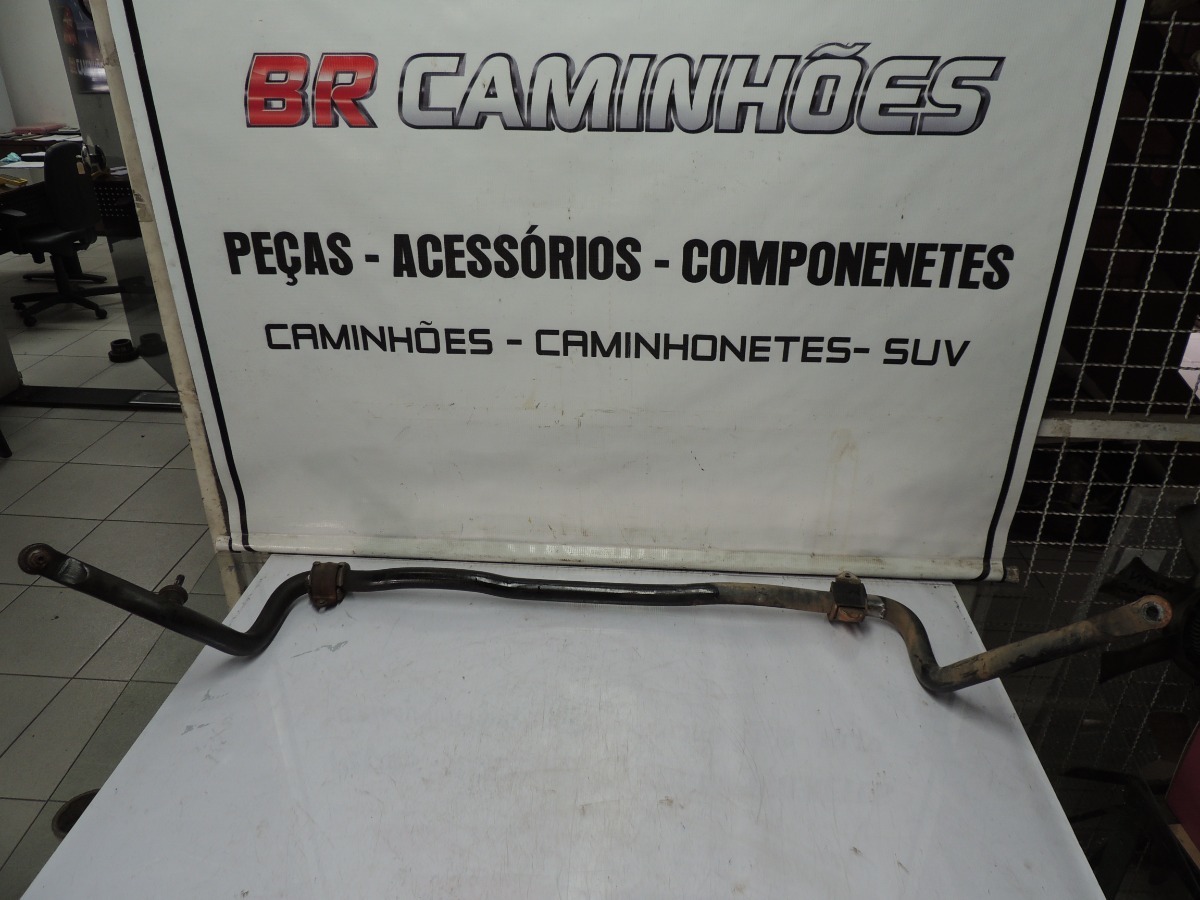 BR CAMINHÕES
PEÇAS - ACESSÓRIOS - COMPONENETES
CAMINHÕES - CAMINHONETES- SUV